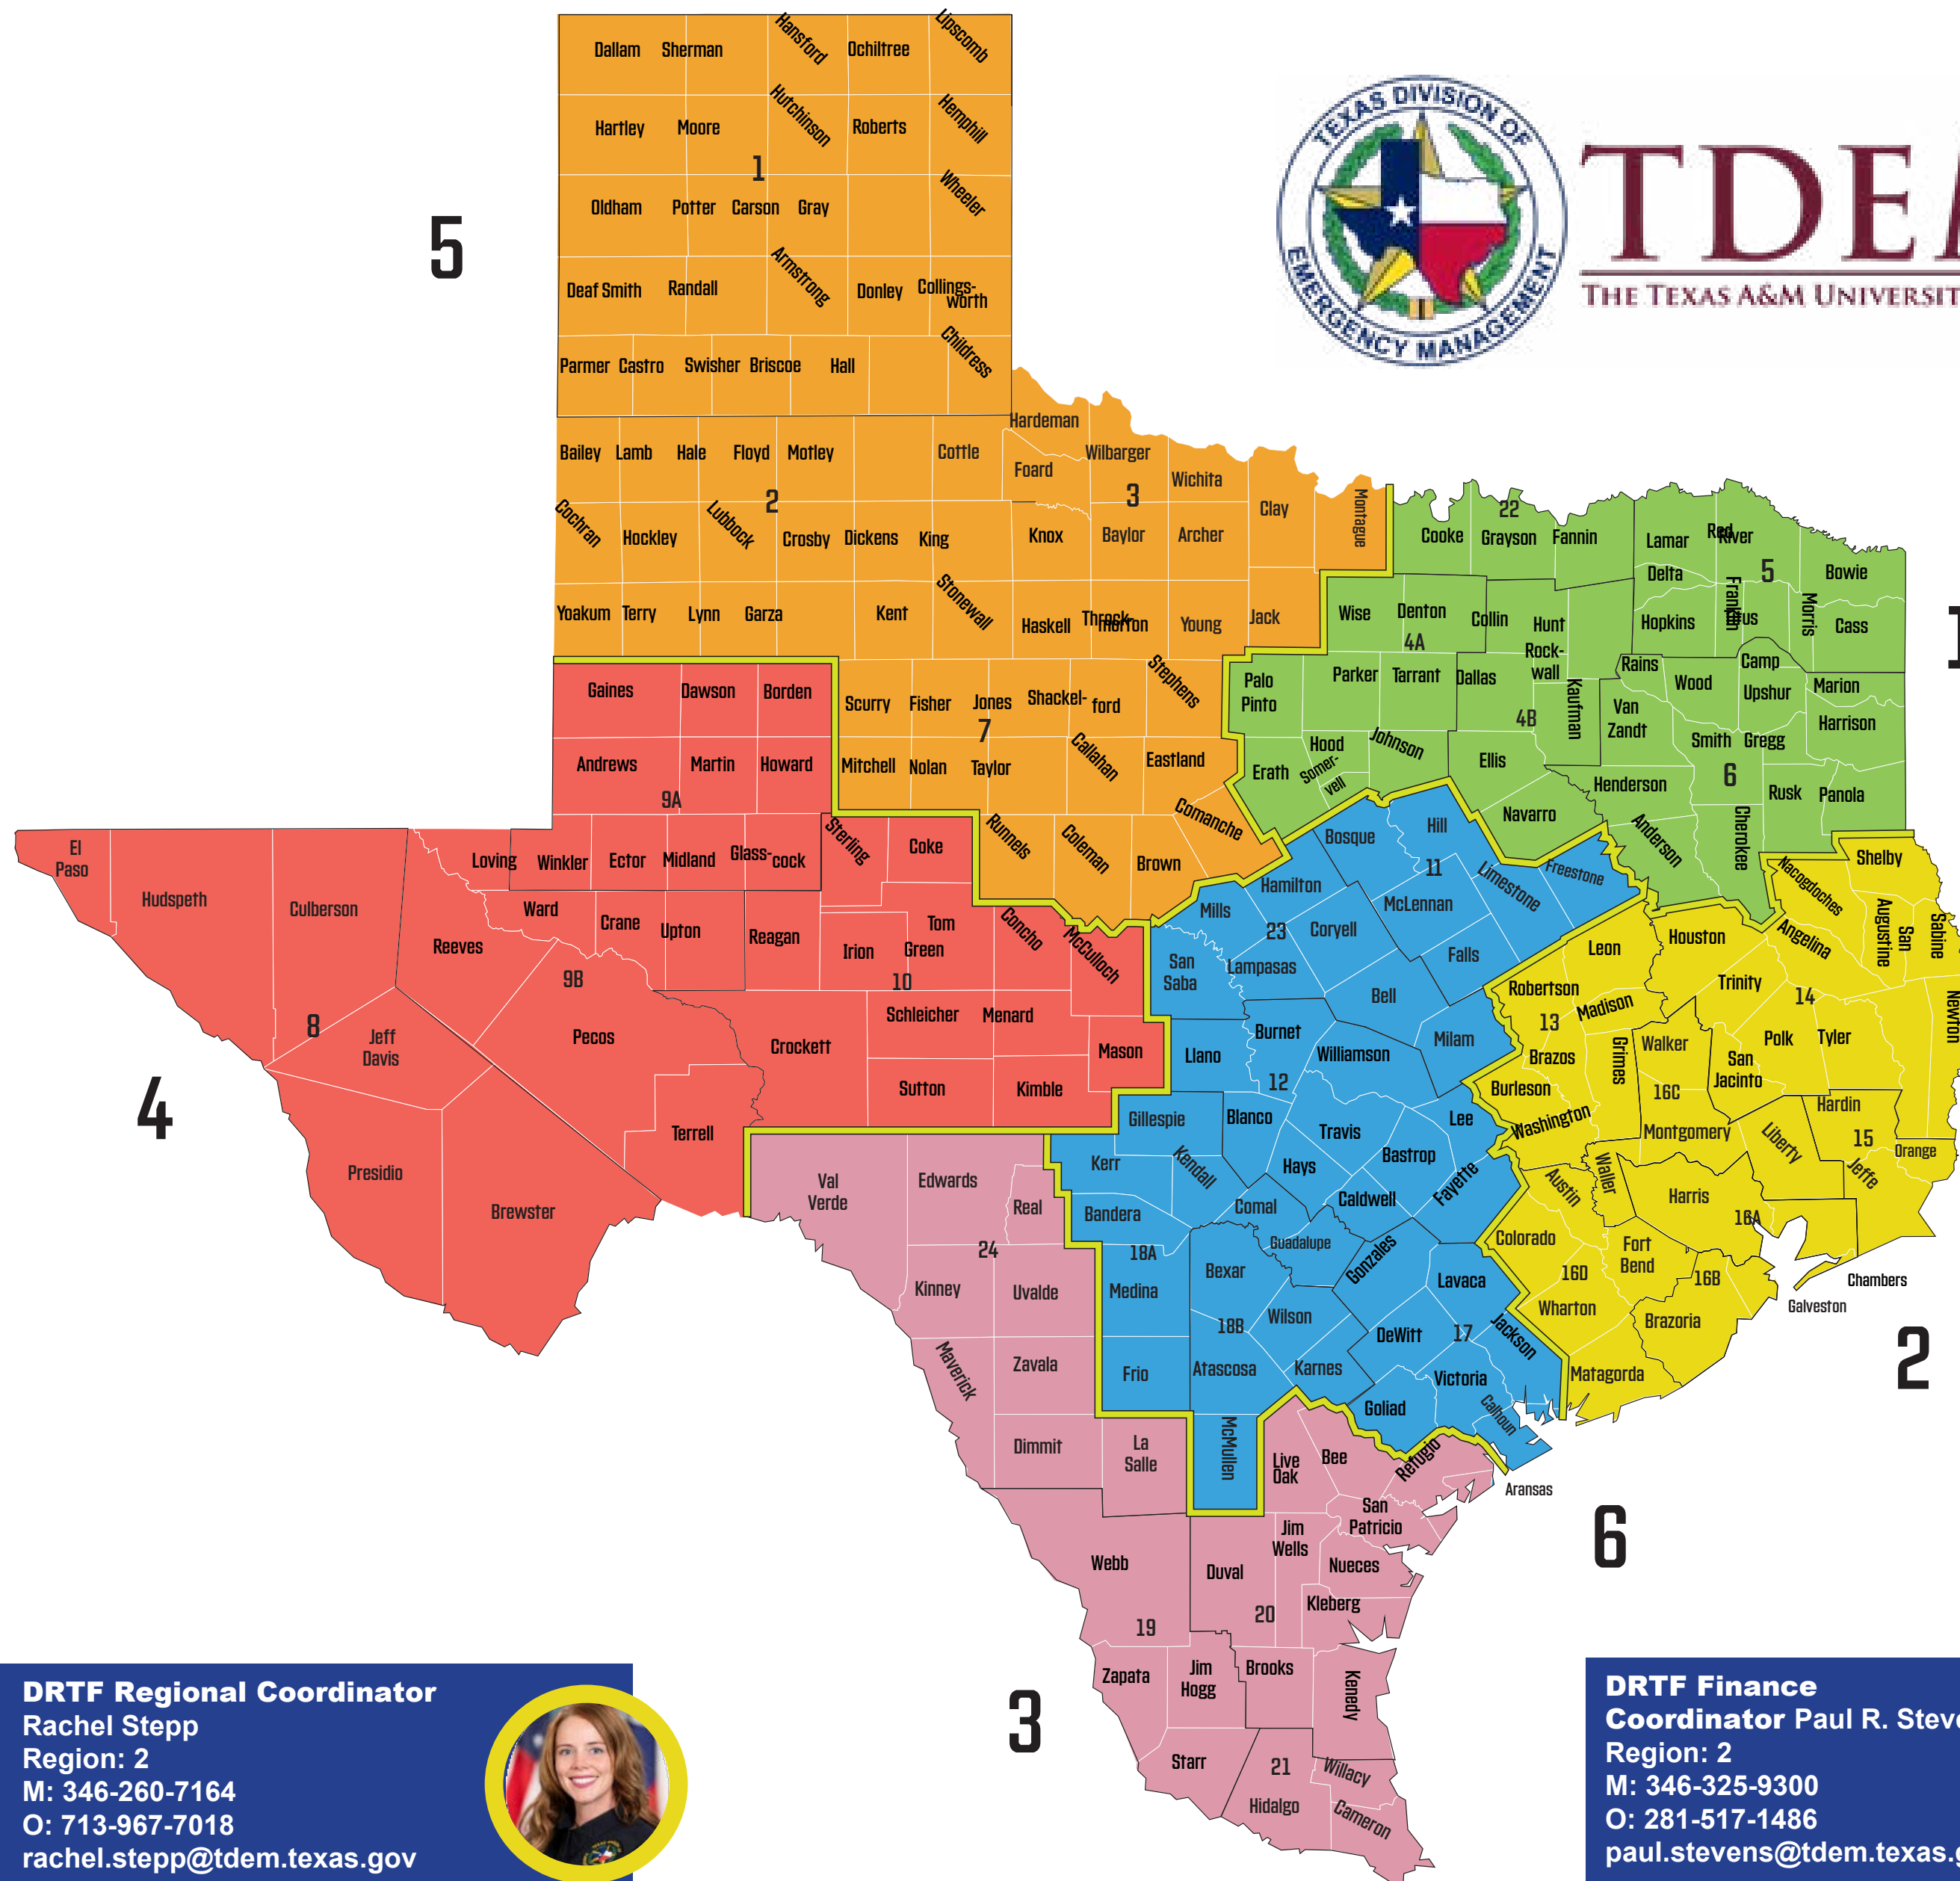 TEXAS DIVISION OF
EMERGENCY MANAGEMENT
TDEM
THE TEXAS A&M UNIVERSIT
5
Dallam
Sherman
Hansford
Ochiltree
Lipscomb
Hartley
Moore
Hutchinson
Roberts
Hemphill
1
Oldham
Potter
Carson
Gray
Wheeler
Deaf Smith
Randall
Armstrong
Donley
Collings-
worth
Parmer
Castro
Swisher
Briscoe
Hall
Childress
Bailey
Lamb
Hale
Floyd
Motley
Cottle
2
Cochran
Hockley
Lubbock
Crosby
Dickens
King
Yoakum
Terry
Lynn
Garza
Kent
Stonewall
Hardeman
Foard
Wilbarger
3
Wichita
Clay
Montague
Knox
Baylor
Archer
Haskell
Throck-
morton
Young
Jack
Scurry
Fisher
Jones
Shackel-
ford
Stephens
7
Mitchell
Nolan
Taylor
Callahan
Eastland
Runnels
Coleman
Brown
Comanche
22
Cooke
Grayson
Fannin
Lamar
Red
River
5
Bowie
Delta
Franklin
Titus
Morris
Cass
Hopkins
Wise
Denton
Collin
Hunt
4A
Rock-
wall
Rains
Camp
Wood
Upshur
Marion
Palo
Pinto
Parker
Tarrant
Dallas
Kaufman
Van
Zandt
Harrison
4B
Smith
Gregg
Hood
Johnson
Erath
Somer-
vell
Ellis
Henderson
6
Rusk
Panola
Navarro
Anderson
Cherokee
Gaines
Dawson
Borden
Andrews
Martin
Howard
9A
Loving
Winkler
Ector
Midland
Glass-
cock
Sterling
Coke
El
Paso
Hudspeth
Culberson
Reeves
Ward
Crane
Upton
Reagan
Irion
Tom
Green
Concho
McCulloch
9B
10
8
Jeff
Davis
Pecos
Crockett
Schleicher
Menard
Mason
Sutton
Kimble
Terrell
Presidio
Brewster
4
Bosque
Hill
11
Limestone
Freestone
Hamilton
McLennan
Mills
23
Coryell
Falls
San
Saba
Lampasas
Bell
Milam
Llano
Burnet
Williamson
12
Gillespie
Blanco
Travis
Lee
Kerr
Kendall
Hays
Bastrop
Fayette
Bandera
Comal
Caldwell
18A
Guadalupe
Gonzales
Medina
Bexar
Lavaca
18B
Wilson
DeWitt
17
Jackson
Frio
Atascosa
Karnes
Victoria
Goliad
Calhoun
McMullen
Shelby
Nacogdoches
San
Augustine
Sabine
Houston
Angelina
Leon
Trinity
Robertson
Madison
13
14
Newton
Brazos
Grimes
Walker
Polk
Tyler
San
Jacinto
Burleson
16C
Washington
Montgomery
Liberty
Hardin
15
Orange
Jeffe
Austin
Waller
Harris
16A
Colorado
Fort
Bend
16D
16B
Chambers
Galveston
Wharton
Brazoria
Matagorda
2
Val
Verde
Edwards
Real
24
Kinney
Uvalde
Maverick
Zavala
Dimmit
La
Salle
Live
Oak
Bee
Refugio
Aransas
San
Patricio
6
Webb
Duval
Jim
Wells
Nueces
Kleberg
19
20
Zapata
Jim
Hogg
Brooks
Kenedy
3
Starr
21
Willacy
Hidalgo
Cameron
DRTF Regional Coordinator
Rachel Stepp
Region: 2
M: 346-260-7164
O: 713-967-7018
rachel.stepp@tdem.texas.gov
DRTF Finance
Coordinator Paul R. Steve
Region: 2
M: 346-325-9300
O: 281-517-1486
paul.stevens@tdem.texas.g